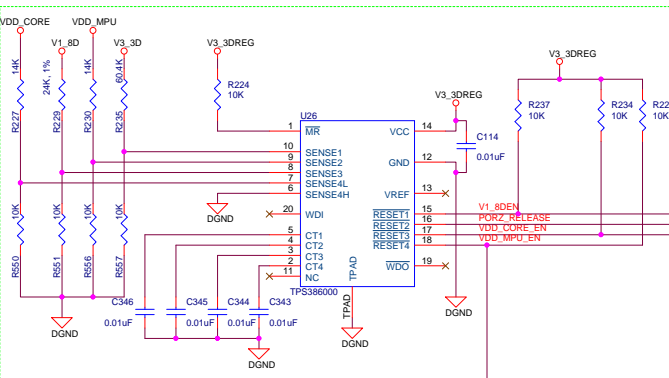 VDD_CORE
VDD_MPU
V1_8D
V3_3D
V3_3DREG
V3_3DREG
V3_3DREG
14K
24K, 1%
14K
60.4K
R227
R229
R230
R235
R224
10K
R237
10K
R234
10K
10K
C114
0.01uF
U26
1 MR
10 SENSE1
9 SENSE2
8 SENSE3
7 SENSE4L
6 SENSE4H
20 WDI
5 CT1
4 CT2
3 CT3
2 CT4
11 NC
VCC 14
GND 12
VREF 13
RESET1 15
RESET2 16
RESET3 17
RESET4 18
WDO 19
TPAD
TPAD
TPS386000
V1_8DEN
PORZ_RELEASE
VDD_CORE_EN
VDD_MPU_EN
10K
10K
10K
10K
R550
R551
R556
R557
DGND
DGND
DGND
DGND
DGND
C346
0.01uF
C345
0.01uF
C344
0.01uF
C343
0.01uF